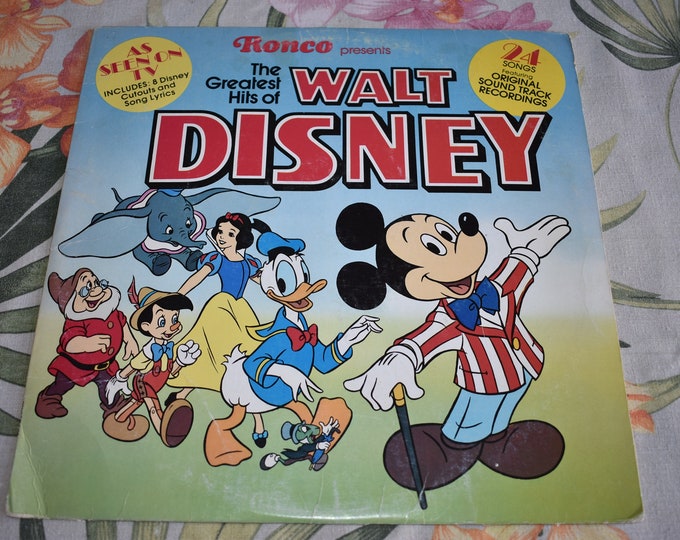 Ronco presents
The
Greatest
Hits of
WALT
DISNEY
AS
SEEN ON
TV
INCLUDES: 8 Disney
Cutouts and
Song Lyrics
24
SONGS
Featuring
ORIGINAL
SOUND TRACK
RECORDINGS